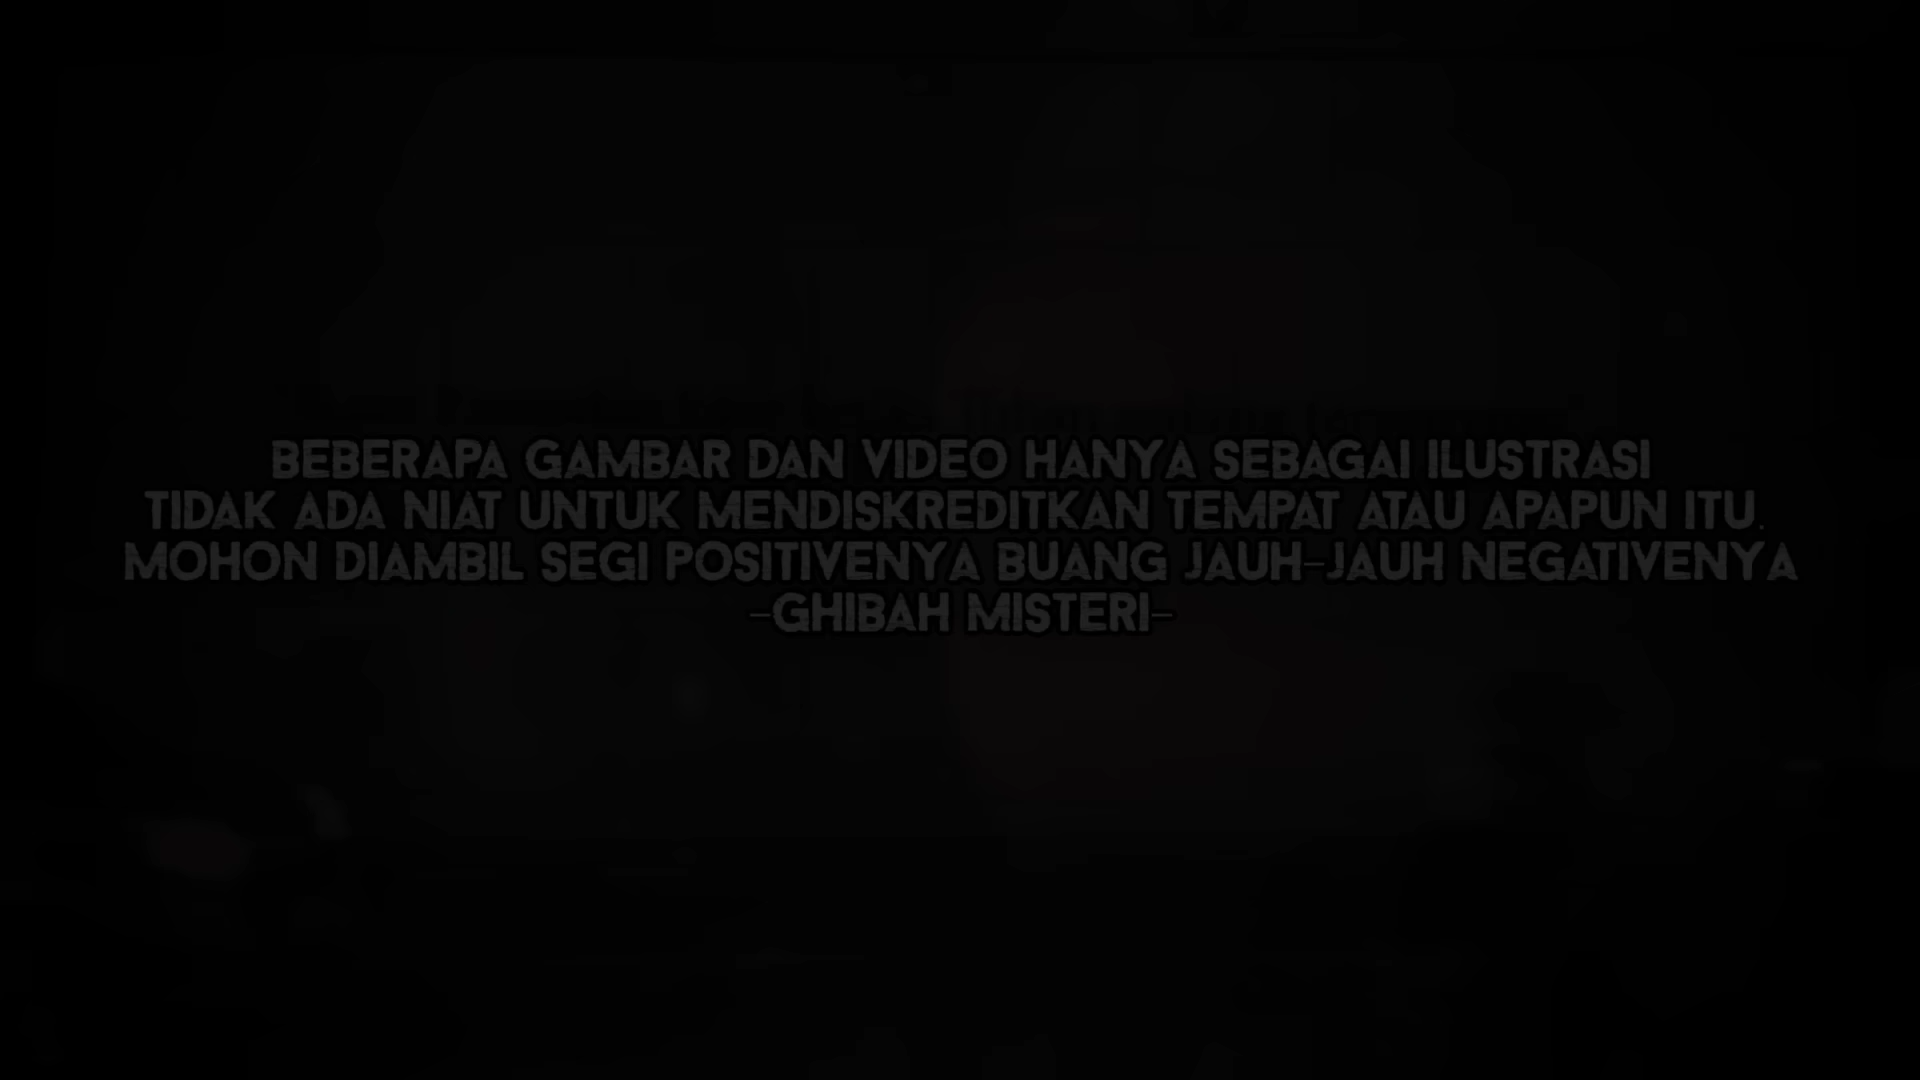 BEBERAPA GAMBAR DAN VIDEO HANYA SEBAGAI ILUSTRASI
TIDAK ADA NIAT UNTUK MENDISKREDITKAN TEMPAT ATAU APAPUN ITU.
MOHON DIAMBIL SEGI POSITIVENYA BUANG JAUH-JAUH NEGATIVENYA
-GHIBAH MISTERI-